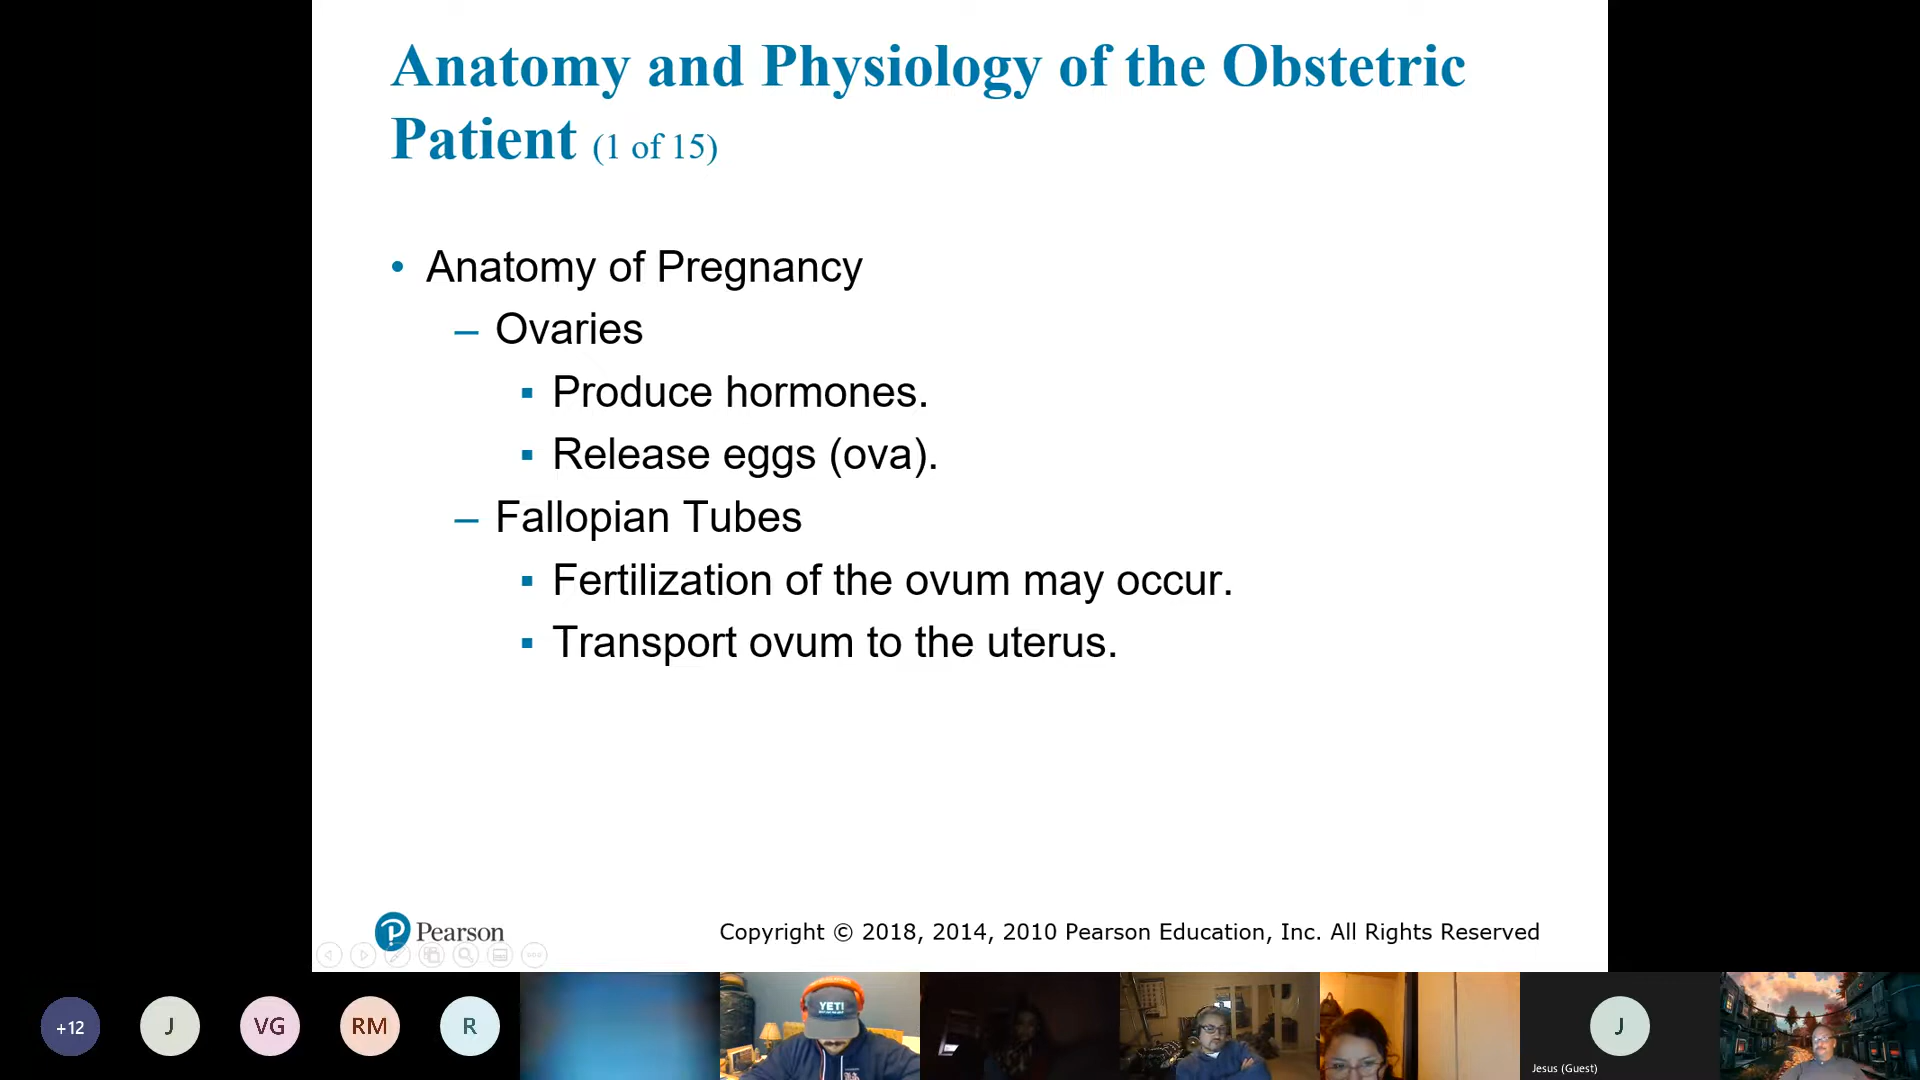 Anatomy and Physiology of the Obstetric
Patient (1 of 15)
• Anatomy of Pregnancy
– Ovaries
▪ Produce hormones.
▪ Release eggs (ova).
– Fallopian Tubes
▪ Fertilization of the ovum may occur.
▪ Transport ovum to the uterus.
Pearson
Copyright © 2018, 2014, 2010 Pearson Education, Inc. All Rights Reserved
+12
J
VG
RM
R
YETI
J
Jesus (Guest)